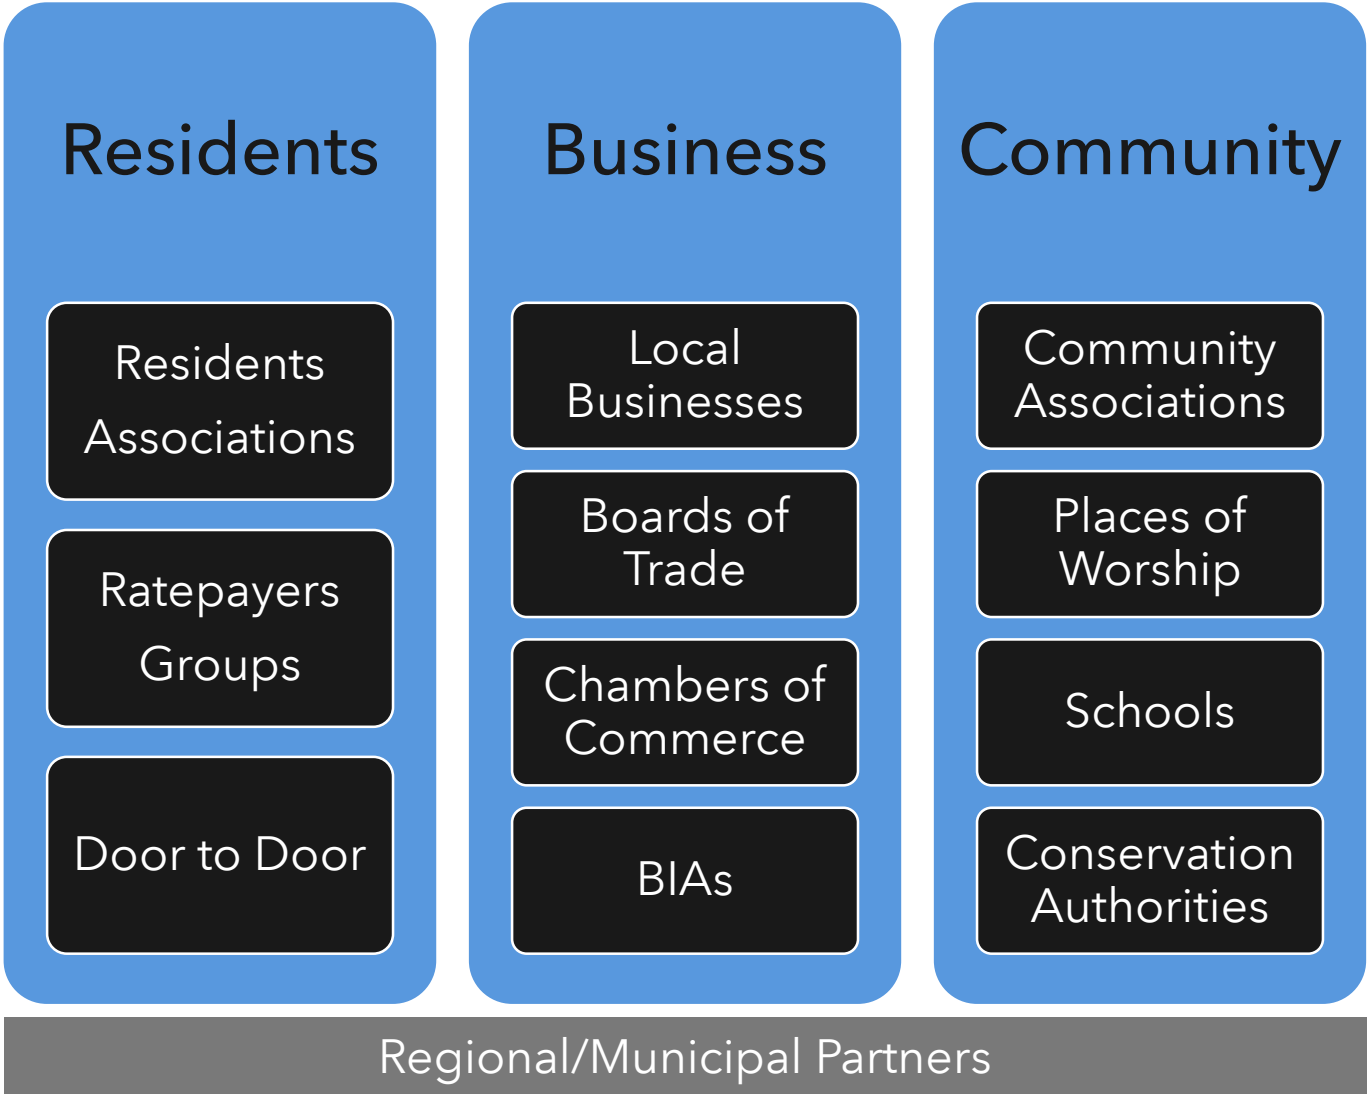 Residents
Residents
Associations
Ratepayers
Groups
Door to Door
Business
Local
Businesses
Boards of
Trade
Chambers of
Commerce
BIAs
Community
Community
Associations
Places of
Worship
Schools
Conservation
Authorities
Regional/Municipal Partners